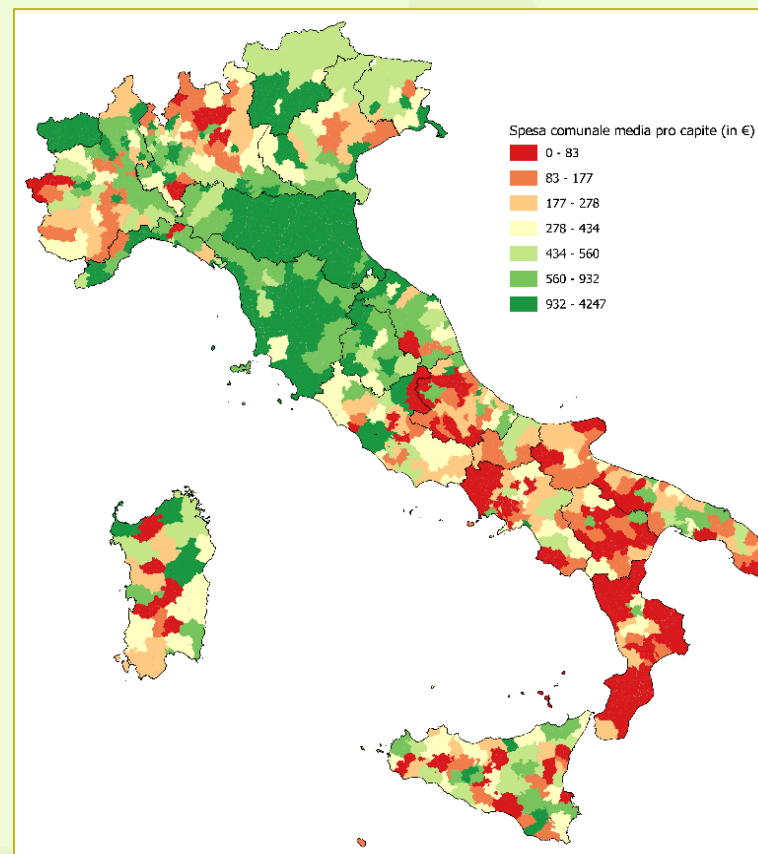 Spesa comunale media pro capite (in €)
0 - 83
83 - 177
177 - 278
278 - 434
434 - 560
560 - 932
932 - 4247